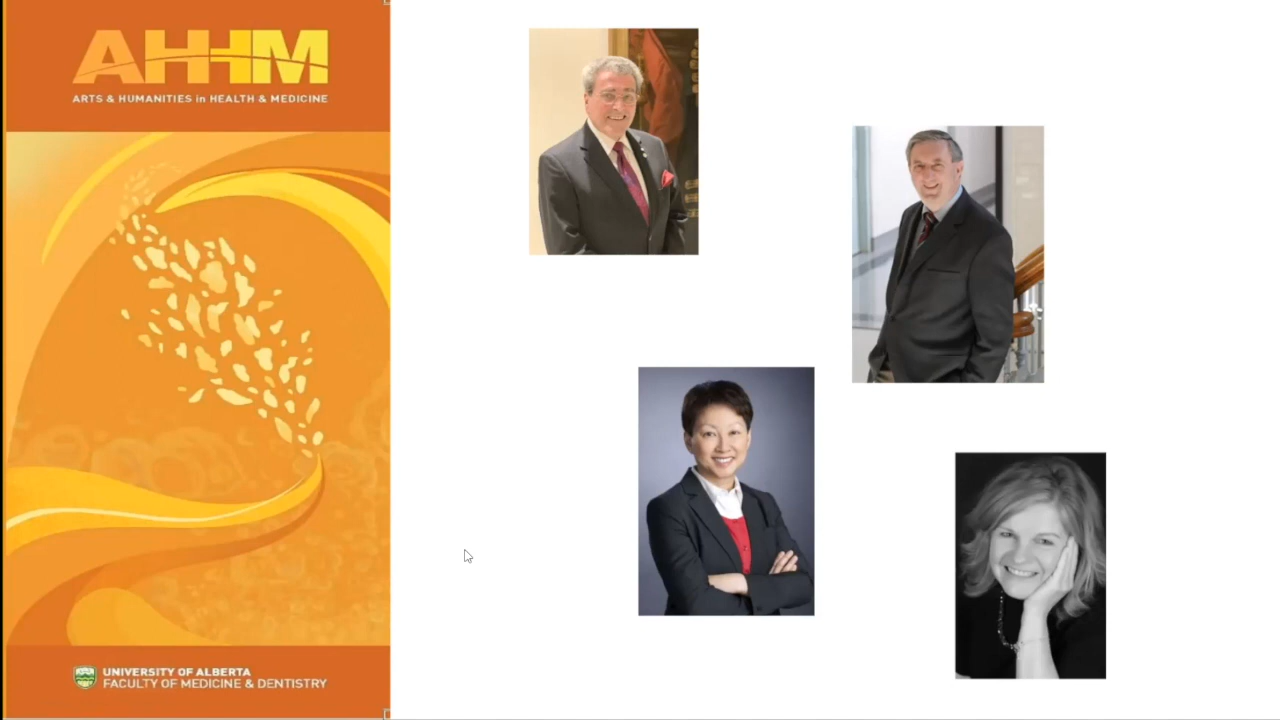 AHHM
ARTS & HUMANITIES in HEALTH & MEDICINE
UNIVERSITY OF ALBERTA
FACULTY OF MEDICINE & DENTISTRY